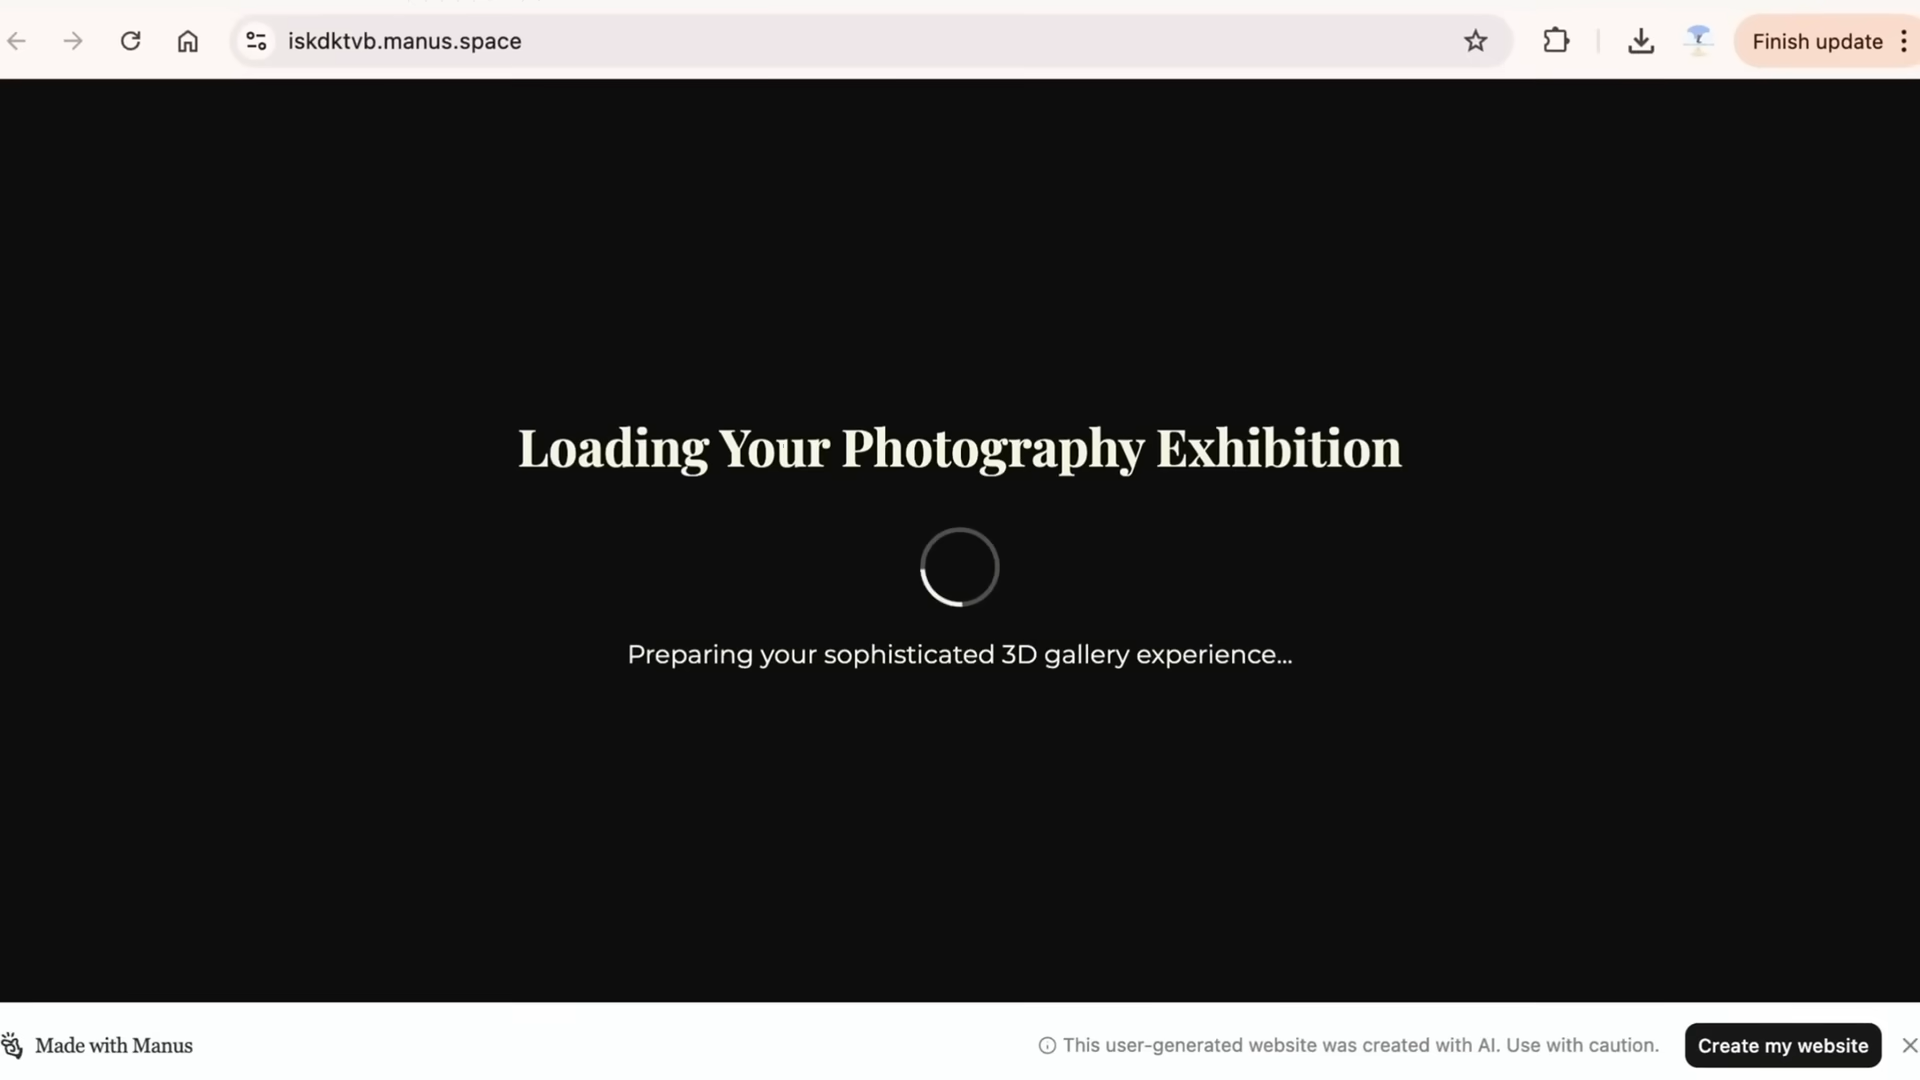 iskdktvb.manus.space
Finish update
Loading Your Photography Exhibition
Preparing your sophisticated 3D gallery experience...
Made with Manus
This user-generated website was created with AI. Use with caution.
Create my website